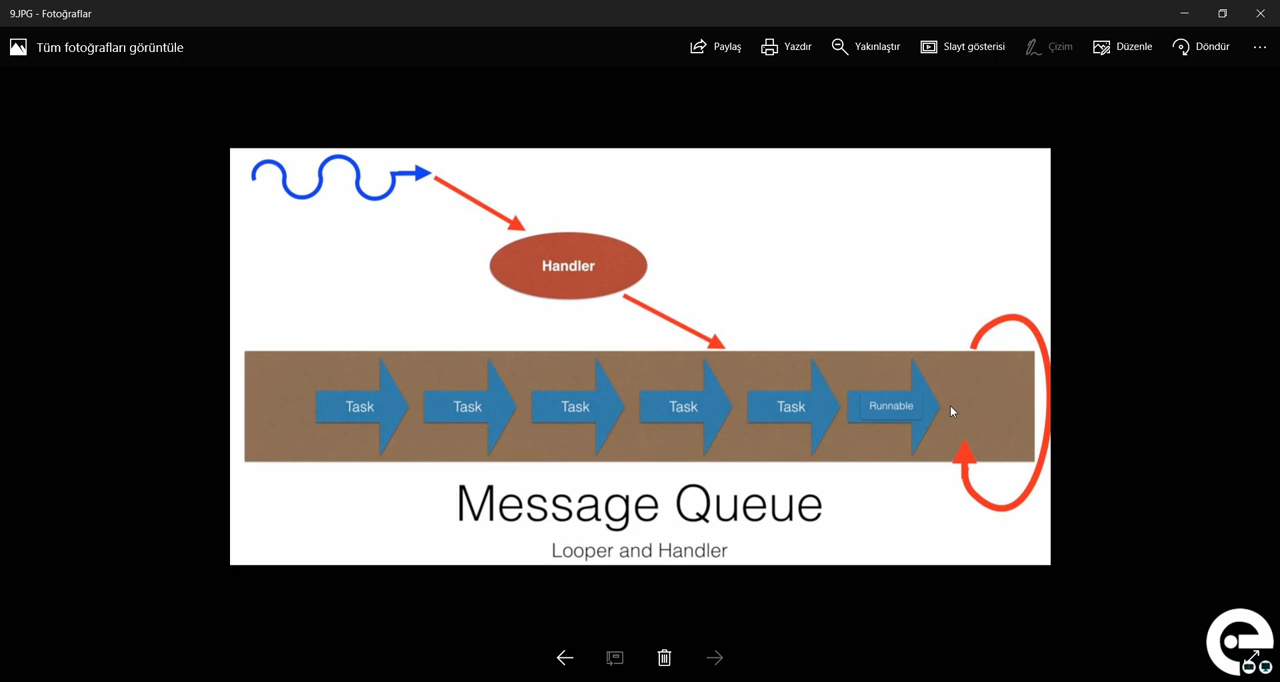 9.JPG - Fotoğraflar
Tüm fotoğrafları görüntüle
Paylaş
Yazdır
Yakınlaştır
Slayt gösterisi
Çizim
Düzenle
Döndür
Handler
Task
Task
Task
Task
Task
Runnable
Message Queue
Looper and Handler